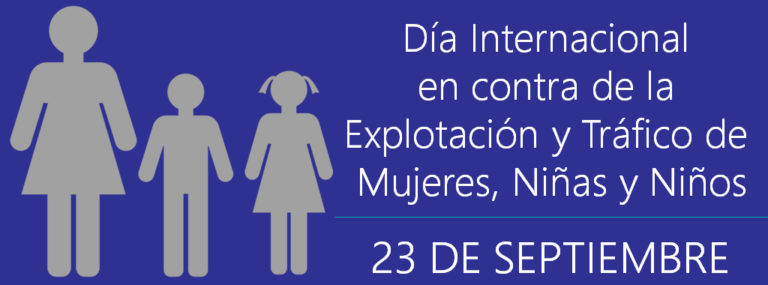 Día Internacional
en contra de la
Explotación y Tráfico de
Mujeres, Niñas y Niños
23 DE SEPTIEMBRE